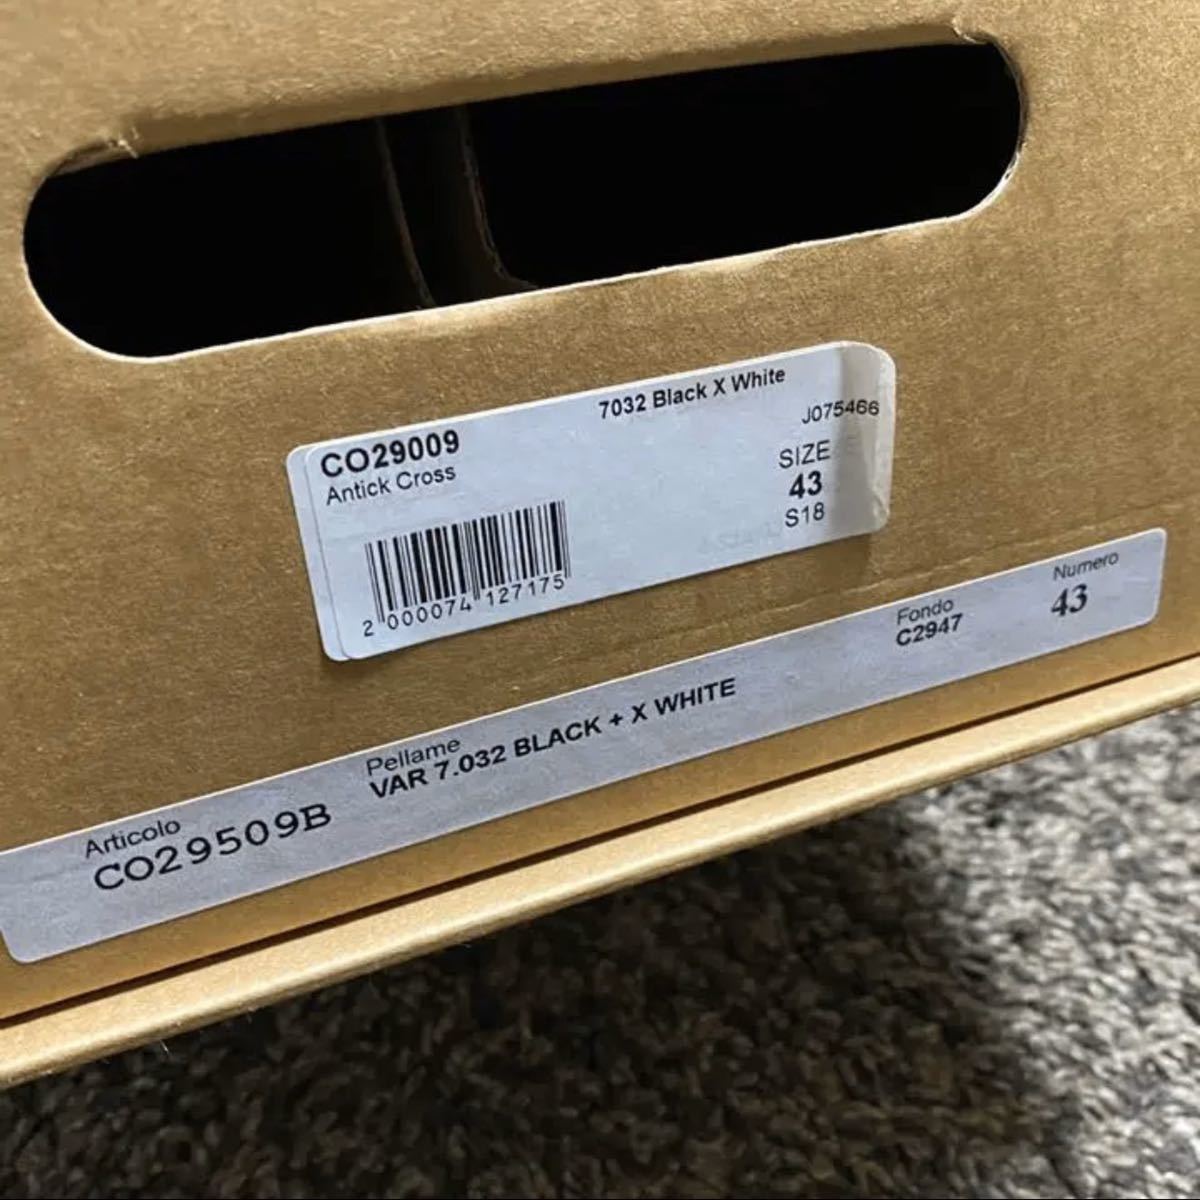 7032 Black X White
CO29009
J075466
Antick Cross
SIZE
43
S18
2 000074 127175
Numero
43
Fondo
C2947
Pellame
VAR 7.032 BLACK + X WHITE
Articolo
CO29509B